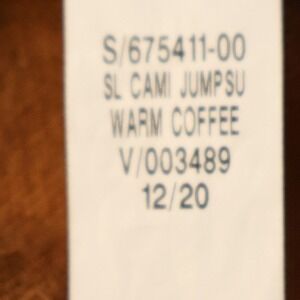 S/675411-00
SL CAMI JUMPSU
WARM COFFEE
V/003489
12/20